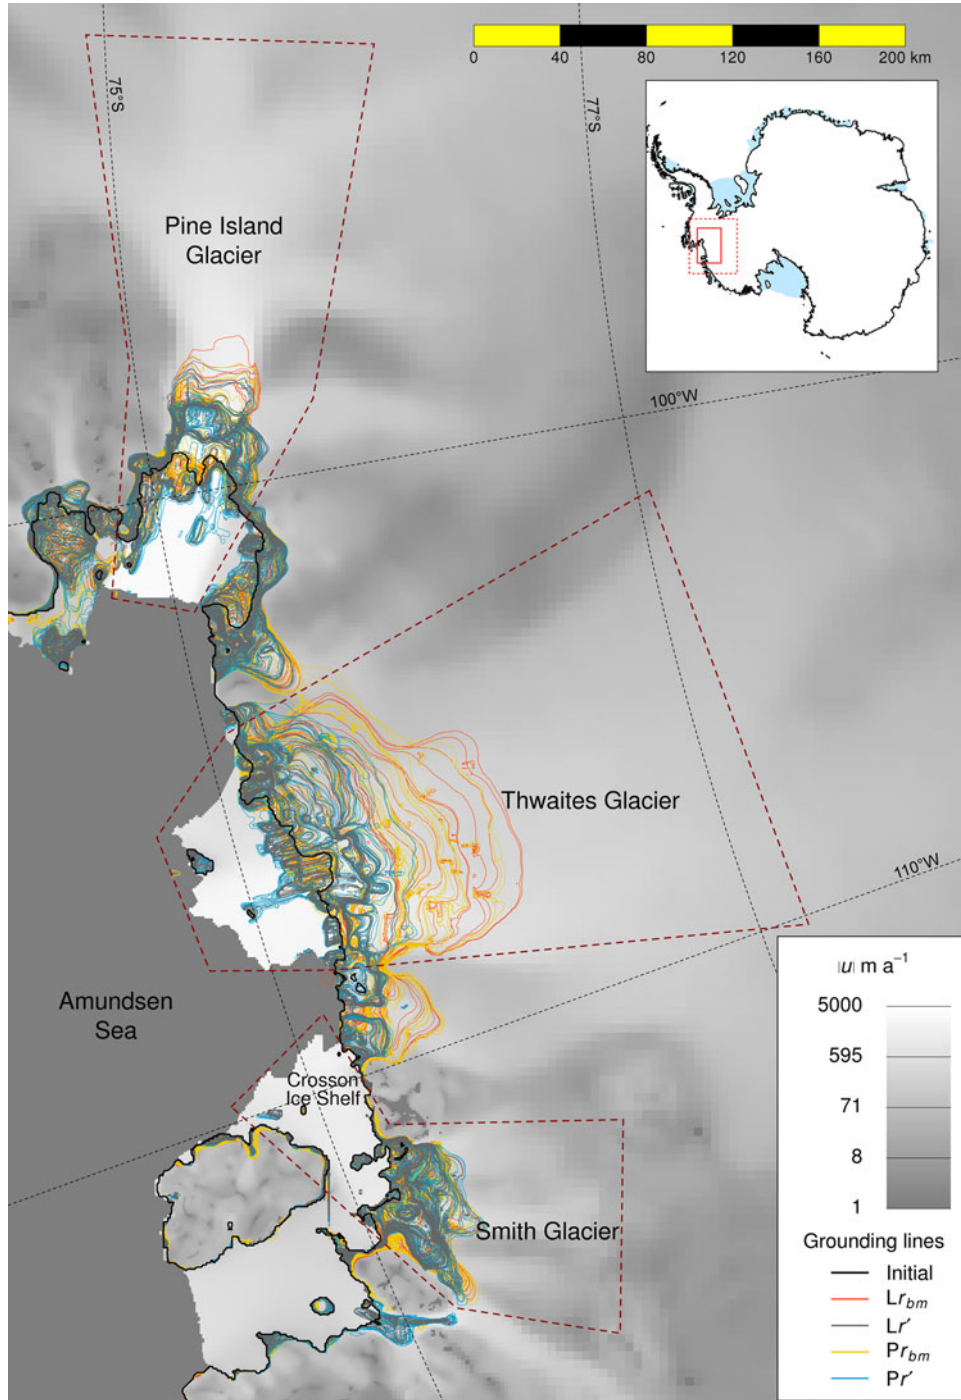 0 40 80 120 160 200 km
75°S
77°S
Pine Island
Glacier
100°W
Thwaites Glacier
110°W
Amundsen
Sea
Crosson
Ice Shelf
Smith Glacier
|u| m a⁻¹
5000
595
71
8
1
Grounding lines
Initial
Lr_bm
Lr′
Pr_bm
Pr′